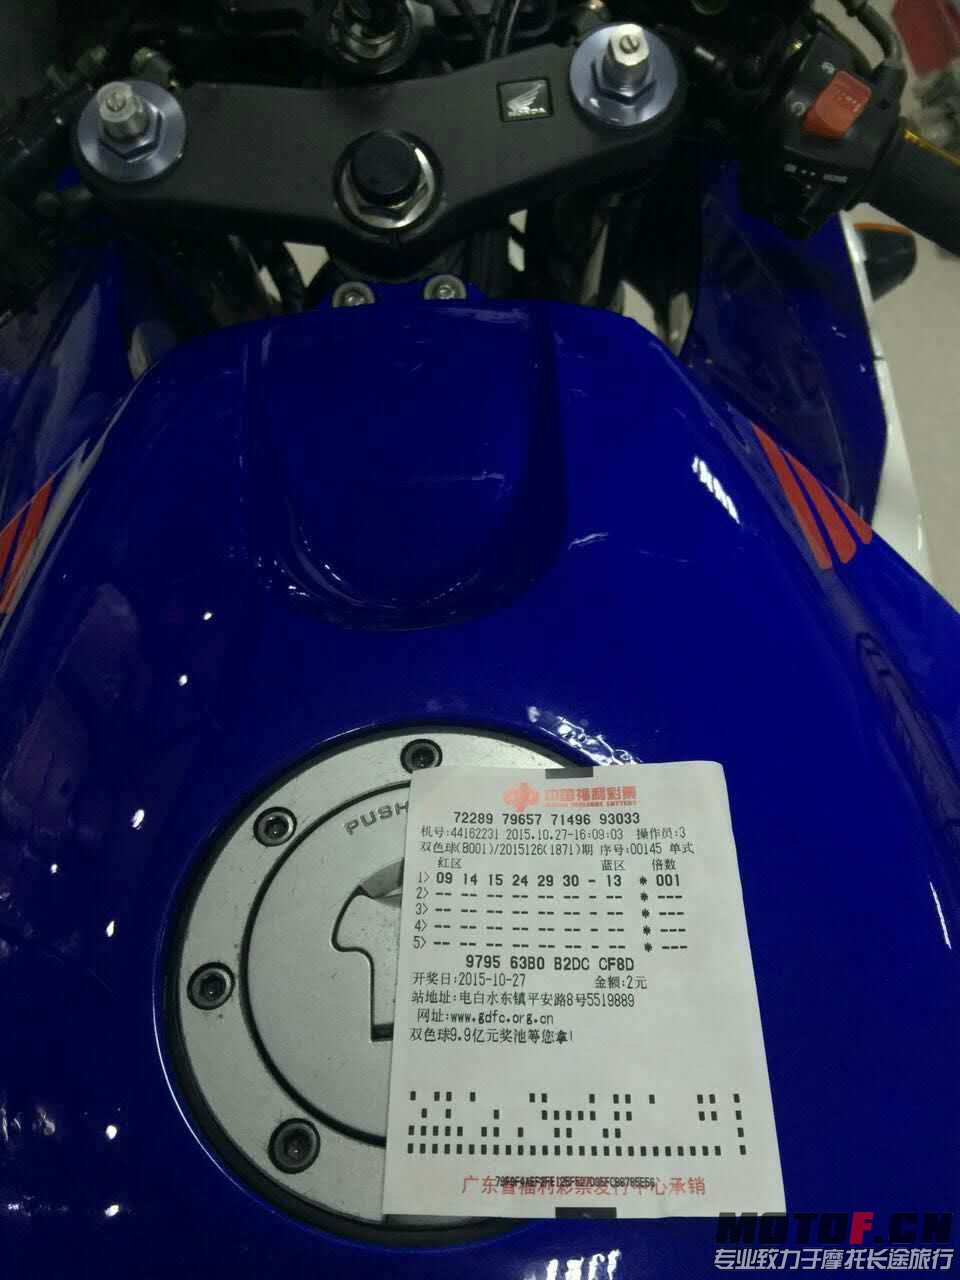 HONDA
PUSH
中国福利彩票
CHINA WELFARE LOTTERY
72289 79657 71496 93033
机号:44162231 2015.10.27-16:09:03 操作员:3
双色球(B001)/2015126(1871)期 序号:00145 单式
红区 蓝区 倍数
1> 09 14 15 24 29 30 - 13 * 001
2> -- -- -- -- -- -- - -- * ---
3> -- -- -- -- -- -- - -- * ---
4> -- -- -- -- -- -- - -- * ---
5> -- -- -- -- -- -- - -- * ---
9795 63B0 B2DC CF8D
开奖日:2015-10-27 金额:2元
站地址:电白水东镇平安路8号5519889
网址:www.gdfc.org.cn
双色球9.9亿元奖池等您拿!
广东省福利彩票发行中心承销
MOTOF.CN
专业致力于摩托长途旅行